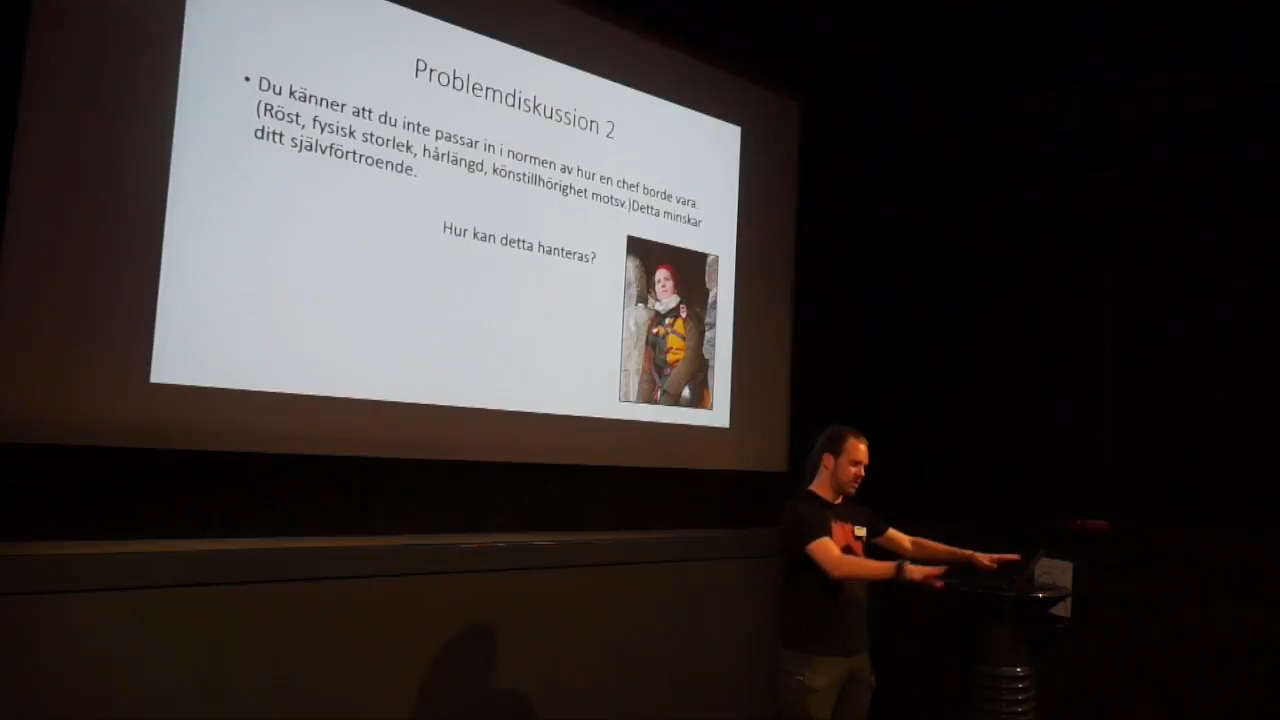 Problemdiskussion 2
• Du känner att du inte passar in i normen av hur en chef borde vara.
(Röst, fysisk storlek, hårlängd, könstillhörighet motsv.)Detta minskar
ditt självförtroende.
Hur kan detta hanteras?